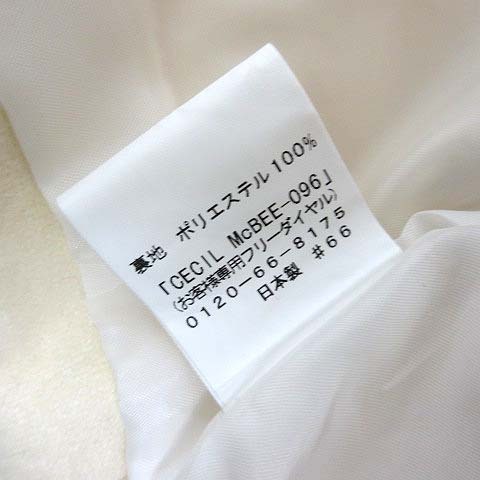 裏地 ポリエステル100%
「CECIL McBEE-096」
(お客様専用フリーダイヤル)
0120-66-8175
日本製 #66